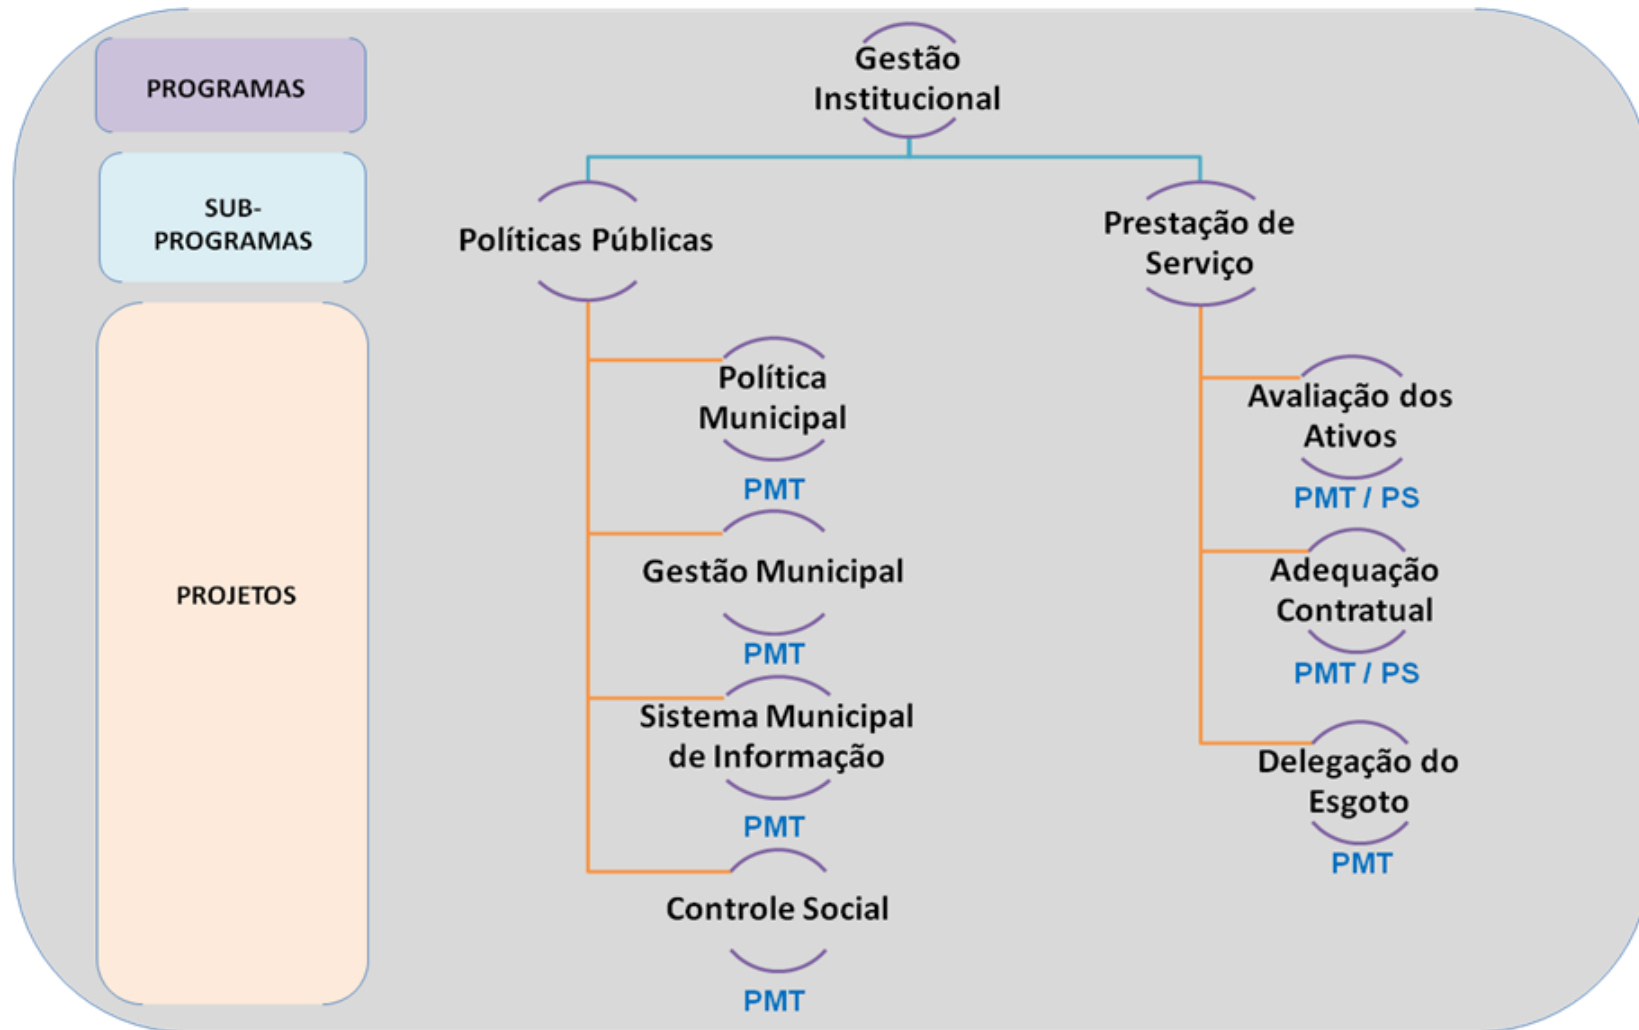 PROGRAMAS
Gestão
Institucional
SUB-
PROGRAMAS
Políticas Públicas
Prestação de
Serviço
PROJETOS
Política
Municipal
PMT
Gestão Municipal
PMT
Sistema Municipal
de Informação
PMT
Controle Social
PMT
Avaliação dos
Ativos
PMT / PS
Adequação
Contratual
PMT / PS
Delegação do
Esgoto
PMT